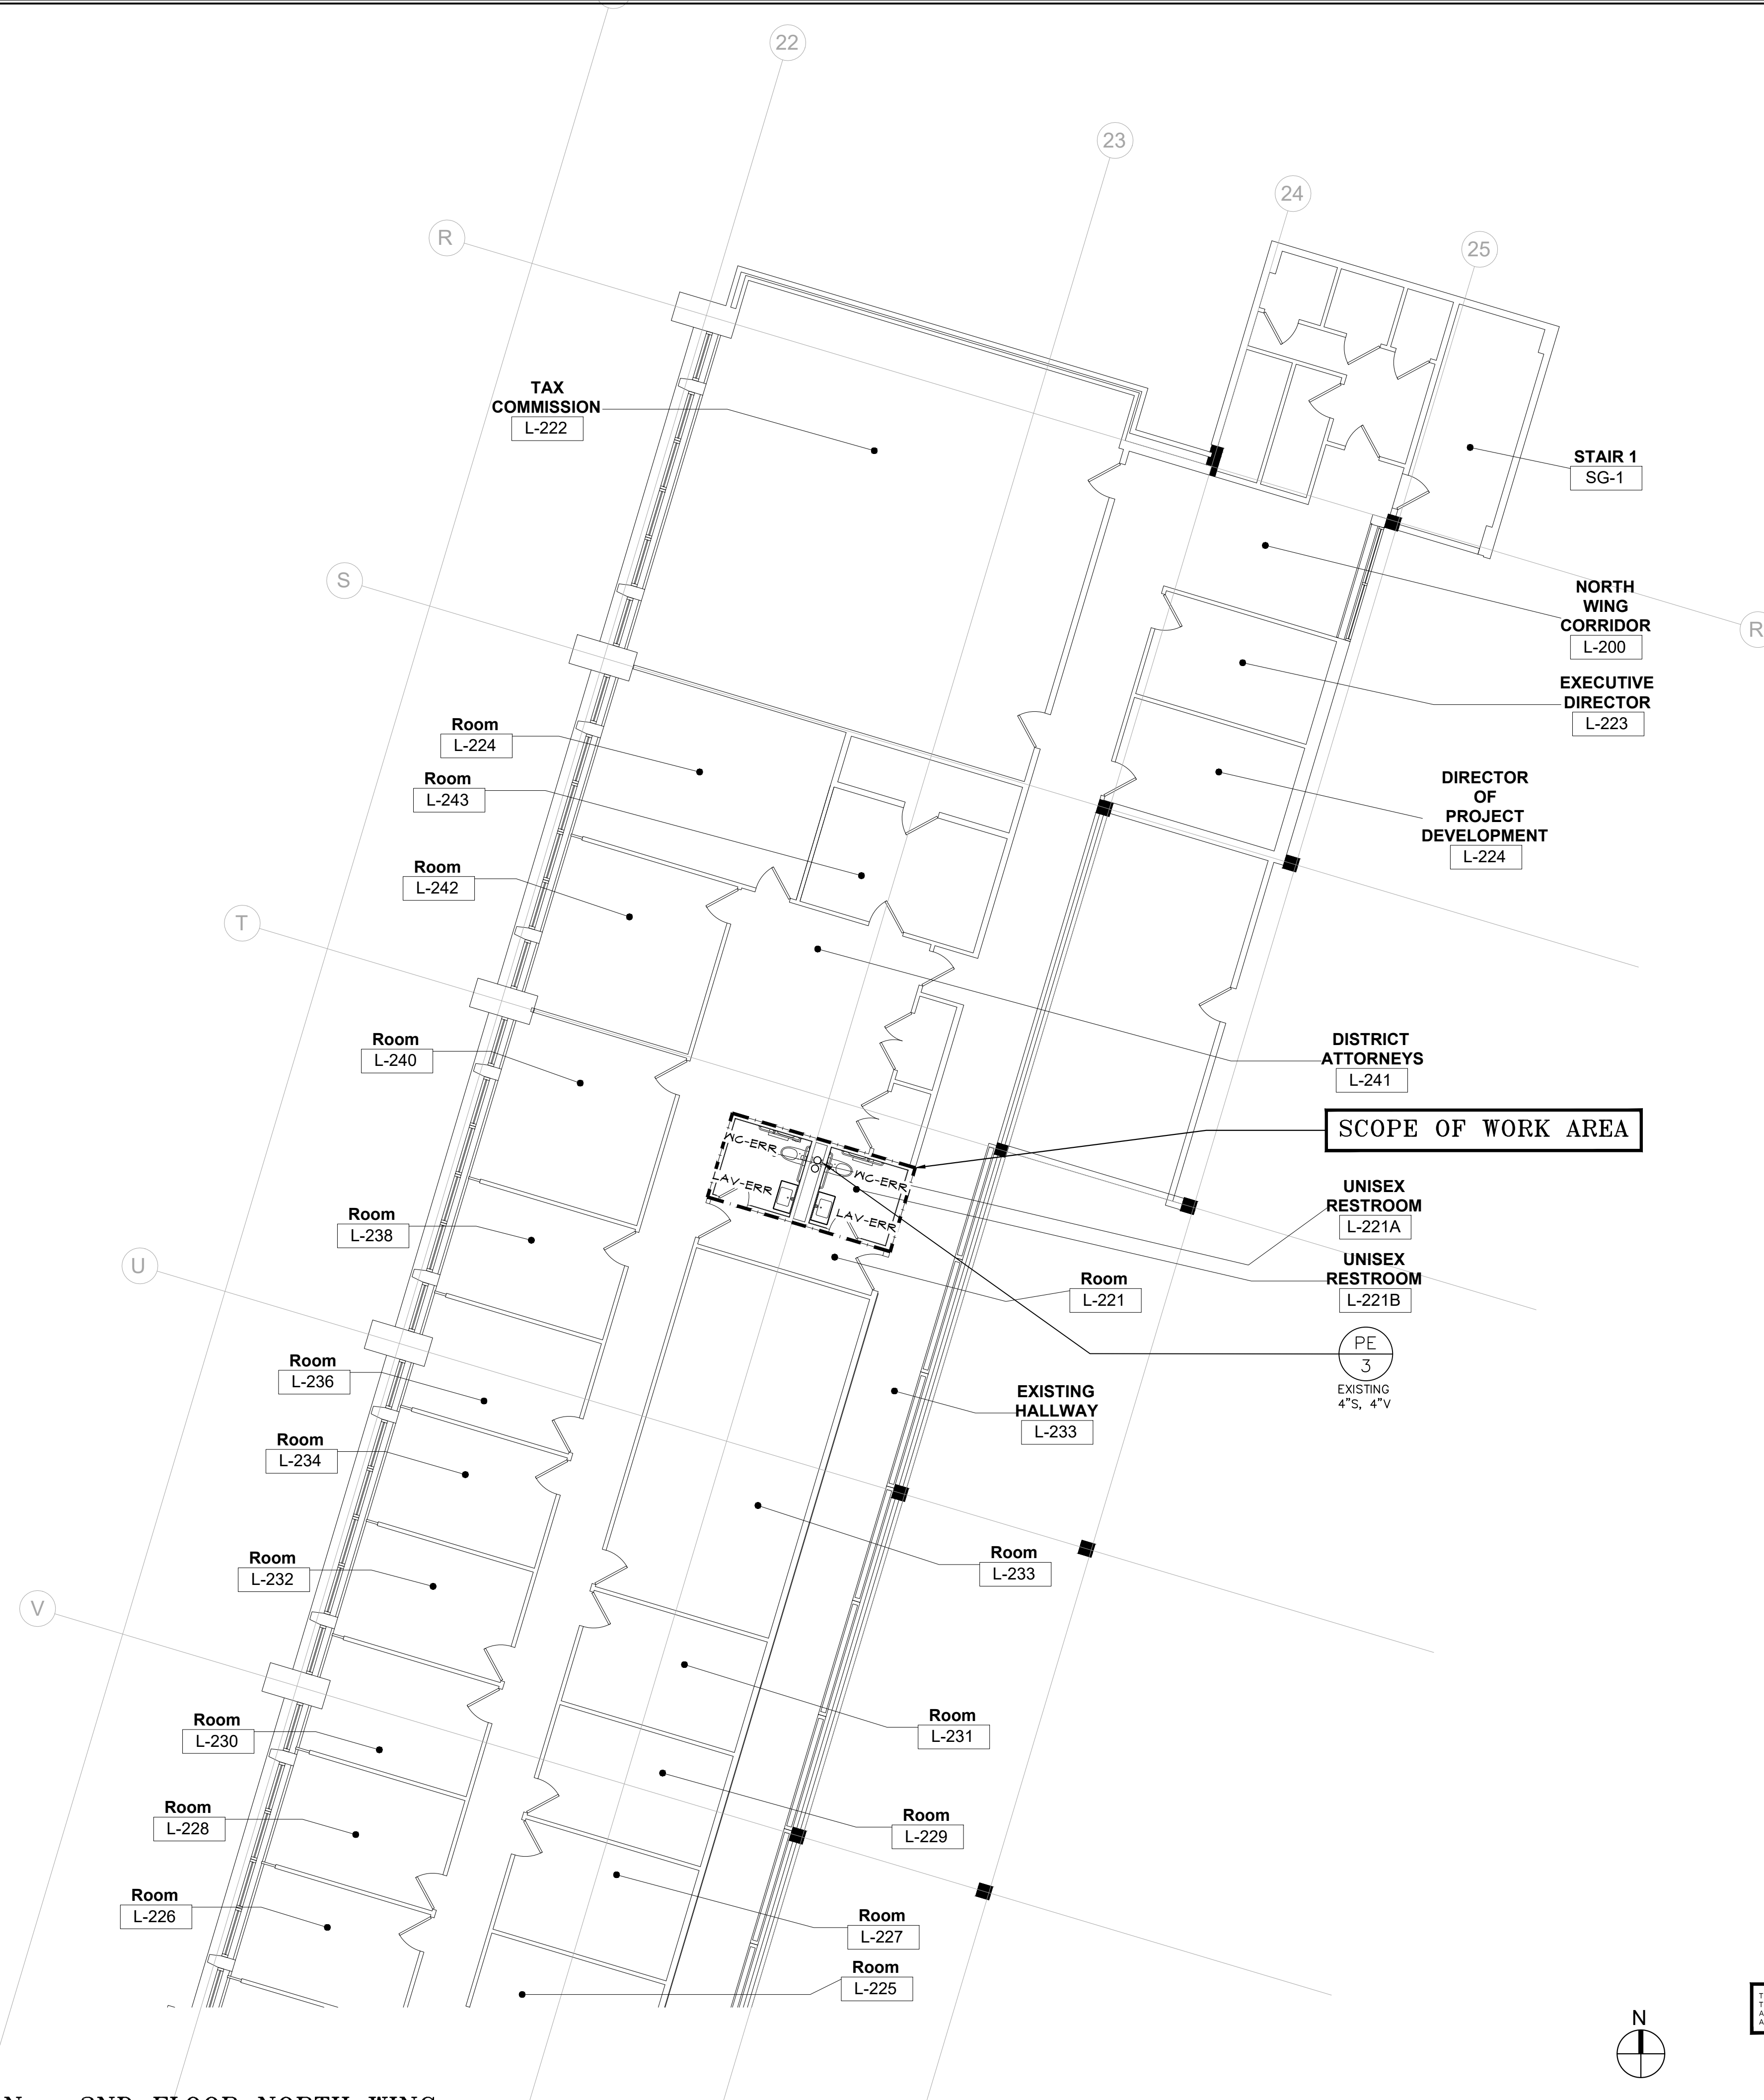 22
23
24
25
R
S
T
U
V
R
TAX
COMMISSION
L-222
STAIR 1
SG-1
NORTH
WING
CORRIDOR
L-200
EXECUTIVE
DIRECTOR
L-223
DIRECTOR
OF
PROJECT
DEVELOPMENT
L-224
Room
L-224
Room
L-243
Room
L-242
Room
L-240
DISTRICT
ATTORNEYS
L-241
SCOPE OF WORK AREA
WC-ERR
WC-ERR
LAV-ERR
LAV-ERR
UNISEX
RESTROOM
L-221A
UNISEX
RESTROOM
L-221B
Room
L-221
PE
3
EXISTING
4"S, 4"V
Room
L-238
Room
L-236
Room
L-234
EXISTING
HALLWAY
L-233
Room
L-233
Room
L-232
Room
L-231
Room
L-230
Room
L-229
Room
L-228
Room
L-227
Room
L-226
Room
L-225
N
2ND FLOOR NORTH WING